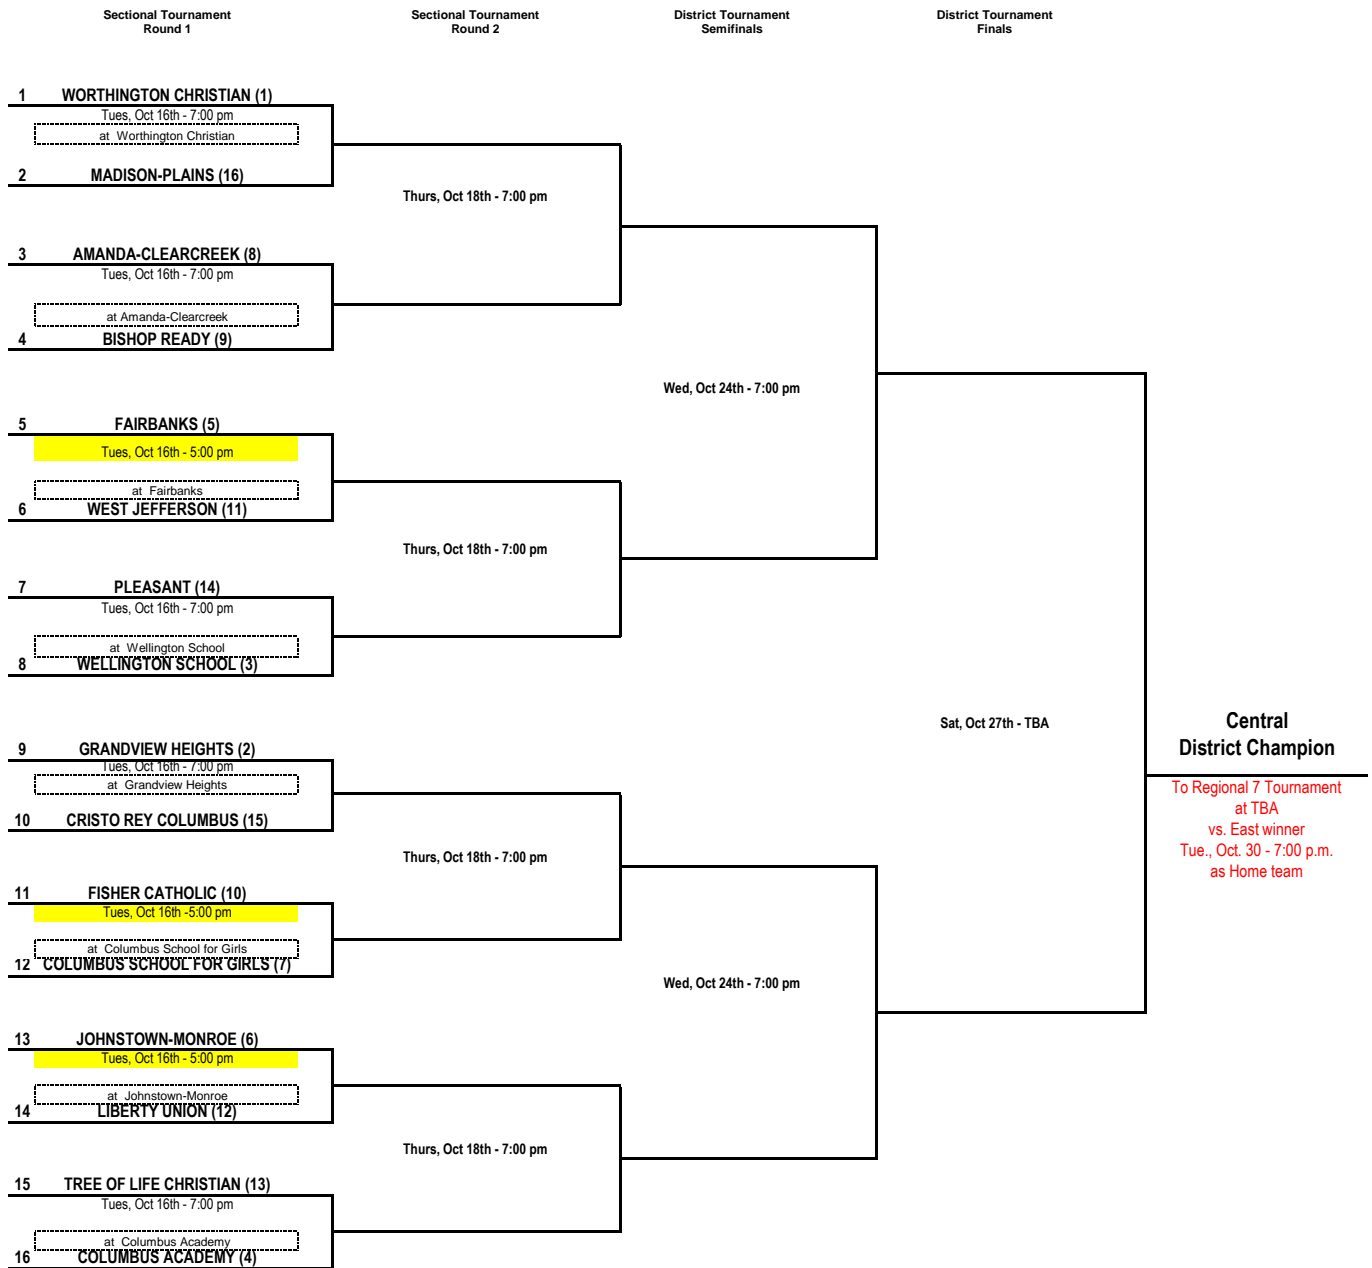 Sectional Tournament
Round 1
Sectional Tournament
Round 2
District Tournament
Semifinals
District Tournament
Finals
1 WORTHINGTON CHRISTIAN (1)
Tues, Oct 16th - 7:00 pm
at Worthington Christian
2 MADISON-PLAINS (16)
Thurs, Oct 18th - 7:00 pm
3 AMANDA-CLEARCREEK (8)
Tues, Oct 16th - 7:00 pm
at Amanda-Clearcreek
4 BISHOP READY (9)
Wed, Oct 24th - 7:00 pm
5 FAIRBANKS (5)
Tues, Oct 16th - 5:00 pm
at Fairbanks
6 WEST JEFFERSON (11)
Thurs, Oct 18th - 7:00 pm
7 PLEASANT (14)
Tues, Oct 16th - 7:00 pm
at Wellington School
8 WELLINGTON SCHOOL (3)
Sat, Oct 27th - TBA
Central
District Champion
To Regional 7 Tournament
at TBA
vs. East winner
Tue., Oct. 30 - 7:00 p.m.
as Home team
9 GRANDVIEW HEIGHTS (2)
Tues, Oct 16th - 7:00 pm
at Grandview Heights
10 CRISTO REY COLUMBUS (15)
Thurs, Oct 18th - 7:00 pm
11 FISHER CATHOLIC (10)
Tues, Oct 16th -5:00 pm
at Columbus School for Girls
12 COLUMBUS SCHOOL FOR GIRLS (7)
Wed, Oct 24th - 7:00 pm
13 JOHNSTOWN-MONROE (6)
Tues, Oct 16th - 5:00 pm
at Johnstown-Monroe
14 LIBERTY UNION (12)
Thurs, Oct 18th - 7:00 pm
15 TREE OF LIFE CHRISTIAN (13)
Tues, Oct 16th - 7:00 pm
at Columbus Academy
16 COLUMBUS ACADEMY (4)